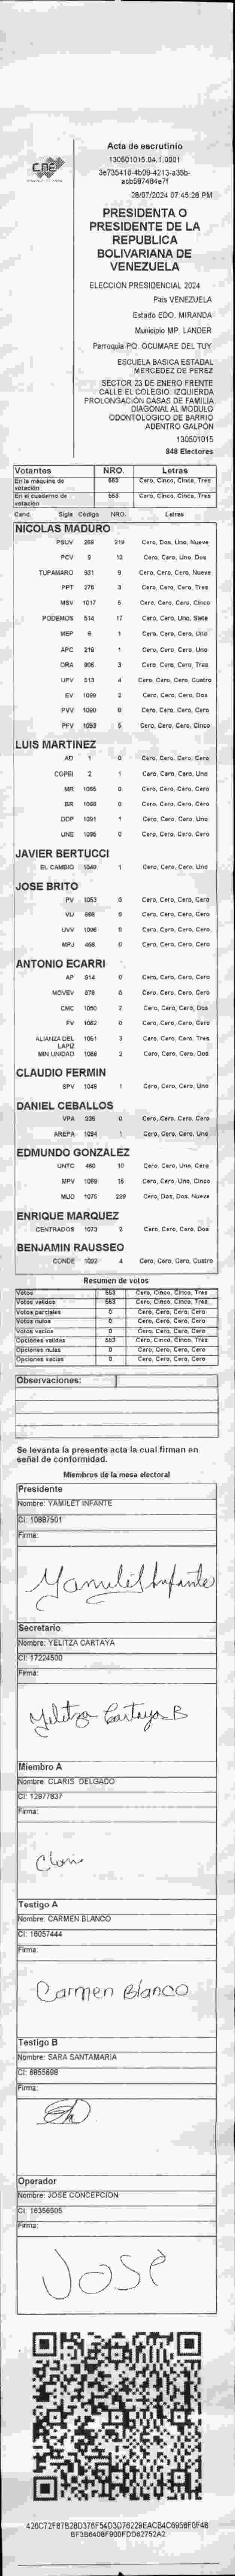 CNE
Acta de escrutinio
130501015.04.1.0001
28/07/2024 07:45:28 PM
PRESIDENTA O
PRESIDENTE DE LA
REPUBLICA
BOLIVARIANA DE
VENEZUELA
ELECCIÓN PRESIDENCIAL 2024
País VENEZUELA
Estado EDO. MIRANDA
Municipio MP. LANDER
Parroquia PQ. OCUMARE DEL TUY
ESCUELA BASICA ESTADAL
MERCEDEZ DE PEREZ
SECTOR 23 DE ENERO FRENTE
CALLE EL COLEGIO. IZQUIERDA
PROLONGACIÓN CASAS DE FAMILIA
DIAGONAL AL MODULO
ODONTOLOGICO DE BARRIO
ADENTRO GALPÓN
130501015
848 Electores
Votantes NRO. Letras
En la máquina de votación 553 Cero, Cinco, Cinco, Tres
En el cuaderno de votación 553 Cero, Cinco, Cinco, Tres
Cand. Sigla Código NRO. Letras
NICOLAS MADURO
PSUV 268 219 Cero, Dos, Uno, Nueve
PCV 9 12 Cero, Cero, Uno, Dos
TUPAMARO 931 9 Cero, Cero, Cero, Nueve
PPT 276 3 Cero, Cero, Cero, Tres
MSV 1017 5 Cero, Cero, Cero, Cinco
PODEMOS 514 17 Cero, Cero, Uno, Siete
MEP 6 1 Cero, Cero, Cero, Uno
APC 219 1 Cero, Cero, Cero, Uno
ORA 906 3 Cero, Cero, Cero, Tres
UPV 513 4 Cero, Cero, Cero, Cuatro
EV 1089 2 Cero, Cero, Cero, Dos
PVV 1090 0 Cero, Cero, Cero, Cero
PFV 1093 5 Cero, Cero, Cero, Cinco
LUIS MARTINEZ
AD 1 0 Cero, Cero, Cero, Cero
COPEI 2 1 Cero, Cero, Cero, Uno
MR 1065 0 Cero, Cero, Cero, Cero
BR 1066 0 Cero, Cero, Cero, Cero
DDP 1091 1 Cero, Cero, Cero, Uno
UNE 1095 0 Cero, Cero, Cero, Cero
JAVIER BERTUCCI
EL CAMBIO 1040 1 Cero, Cero, Cero, Uno
JOSE BRITO
PV 1053 0 Cero, Cero, Cero, Cero
VU 868 0 Cero, Cero, Cero, Cero
UVV 1096 0 Cero, Cero, Cero, Cero
MPJ 466 0 Cero, Cero, Cero, Cero
ANTONIO ECARRI
AP 914 0 Cero, Cero, Cero, Cero
MOVEV 878 0 Cero, Cero, Cero, Cero
CMC 1050 2 Cero, Cero, Cero, Dos
FV 1062 0 Cero, Cero, Cero, Cero
ALIANZA DEL LAPIZ 1061 3 Cero, Cero, Cero, Tres
MIN UNIDAD 1068 2 Cero, Cero, Cero, Dos
CLAUDIO FERMIN
SPV 1049 1 Cero, Cero, Cero, Uno
DANIEL CEBALLOS
VPA 236 0 Cero, Cero, Cero, Cero
AREPA 1094 1 Cero, Cero, Cero, Uno
EDMUNDO GONZALEZ
UNTC 460 10 Cero, Cero, Uno, Cero
MPV 1069 15 Cero, Cero, Uno, Cinco
MUD 1075 229 Cero, Dos, Dos, Nueve
ENRIQUE MARQUEZ
CENTRADOS 1073 2 Cero, Cero, Cero, Dos
BENJAMIN RAUSSEO
CONDE 1092 4 Cero, Cero, Cero, Cuatro
Resumen de votos
Votos 553 Cero, Cinco, Cinco, Tres
Votos validos 553 Cero, Cinco, Cinco, Tres
Votos parciales 0 Cero, Cero, Cero, Cero
Votos nulos 0 Cero, Cero, Cero, Cero
Votos vacios 0 Cero, Cero, Cero, Cero
Opciones validas 553 Cero, Cinco, Cinco, Tres
Opciones nulas 0 Cero, Cero, Cero, Cero
Opciones vacias 0 Cero, Cero, Cero, Cero
Observaciones:
Se levanta la presente acta la cual firman en
señal de conformidad.
Miembros de la mesa electoral
Presidente
Nombre: YAMILET INFANTE
CI: 10887501
Firma:
Yamilet Infante
Secretario
Nombre: YELITZA CARTAYA
CI: 17224500
Firma:
Yelitza Cartaya B
Miembro A
Nombre: CLARIS DELGADO
CI: 12977837
Firma:
Claris
Testigo A
Nombre: CARMEN BLANCO
CI: 16057444
Firma:
Carmen Blanco
Testigo B
Nombre: SARA SANTAMARIA
CI: 6855698
Firma:
Operador
Nombre: JOSE CONCEPCION
CI: 16356505
Firma:
José